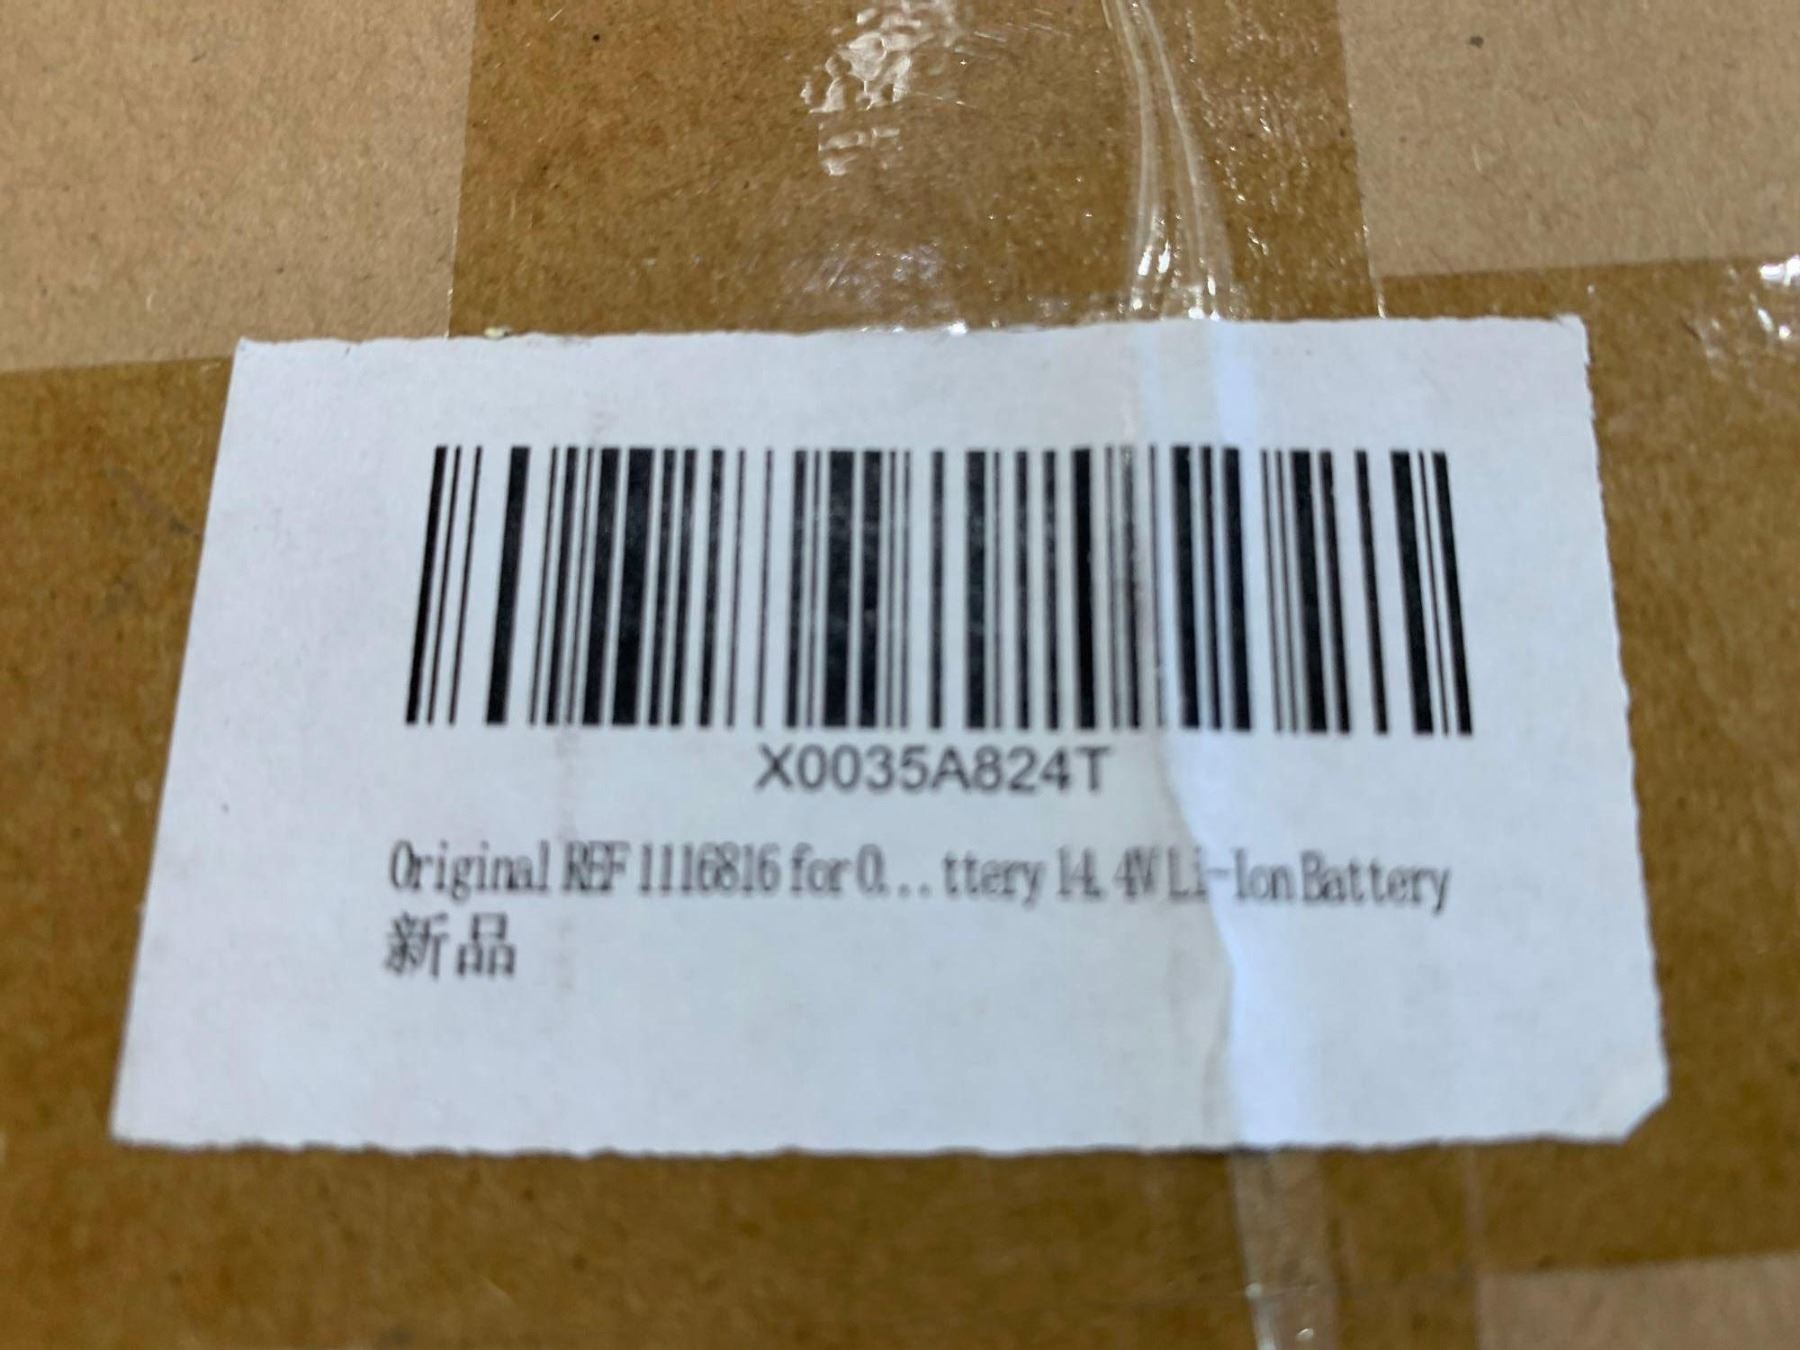 X0035A824T
Original REF 1116816 for O...ttery 14.4V Li-Ion Battery
新品